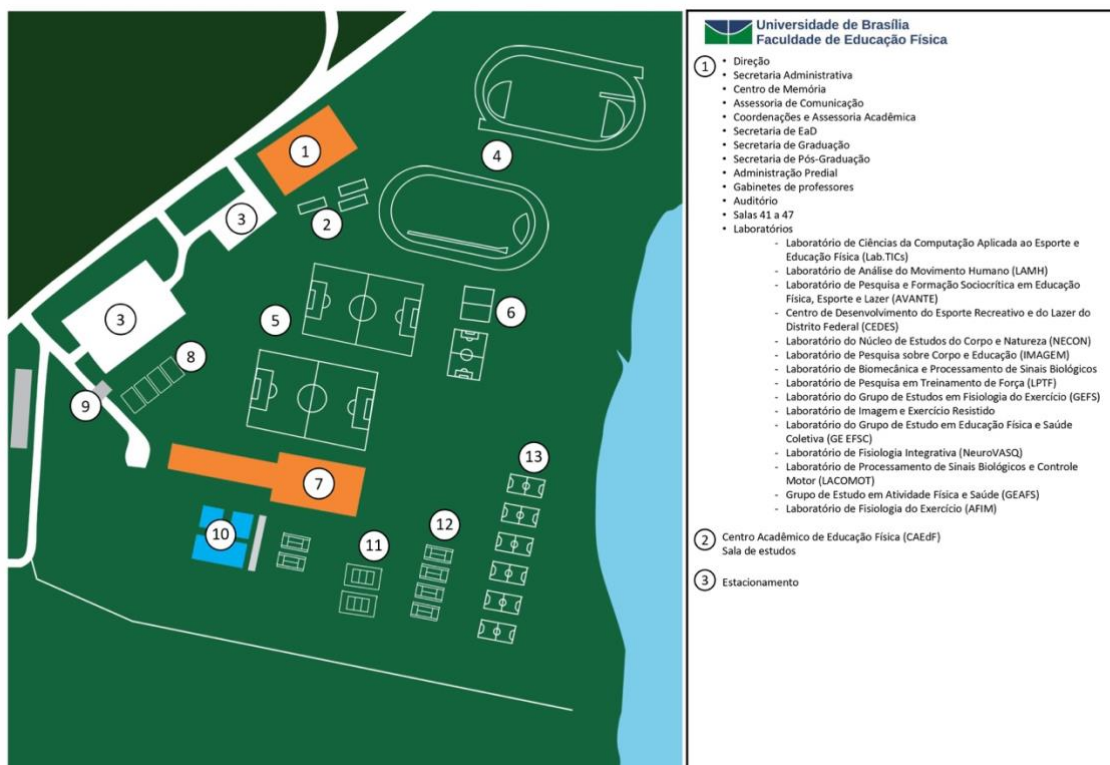 1
2
3
3
4
5
6
7
8
9
10
11
12
13
Universidade de Brasília
Faculdade de Educação Física
1
• Direção
• Secretaria Administrativa
• Centro de Memória
• Assessoria de Comunicação
• Coordenações e Assessoria Acadêmica
• Secretaria de EaD
• Secretaria de Graduação
• Secretaria de Pós-Graduação
• Administração Predial
• Gabinetes de professores
• Auditório
• Salas 41 a 47
• Laboratórios
- Laboratório de Ciências da Computação Aplicada ao Esporte e
Educação Física (Lab.TICs)
- Laboratório de Análise do Movimento Humano (LAMH)
- Laboratório de Pesquisa e Formação Sociocrítica em Educação
Física, Esporte e Lazer (AVANTE)
- Centro de Desenvolvimento do Esporte Recreativo e do Lazer do
Distrito Federal (CEDES)
- Laboratório do Núcleo de Estudos do Corpo e Natureza (NECON)
- Laboratório de Pesquisa sobre Corpo e Educação (IMAGEM)
- Laboratório de Biomecânica e Processamento de Sinais Biológicos
- Laboratório de Pesquisa em Treinamento de Força (LPTF)
- Laboratório do Grupo de Estudos em Fisiologia do Exercício (GEFS)
- Laboratório de Imagem e Exercício Resistido
- Laboratório do Grupo de Estudo em Educação Física e Saúde
Coletiva (GE EFSC)
- Laboratório de Fisiologia Integrativa (NeuroVASQ)
- Laboratório de Processamento de Sinais Biológicos e Controle
Motor (LACOMOT)
- Grupo de Estudo em Atividade Física e Saúde (GEAFS)
- Laboratório de Fisiologia do Exercício (AFIM)
2 Centro Acadêmico de Educação Física (CAEdF)
Sala de estudos
3 Estacionamento